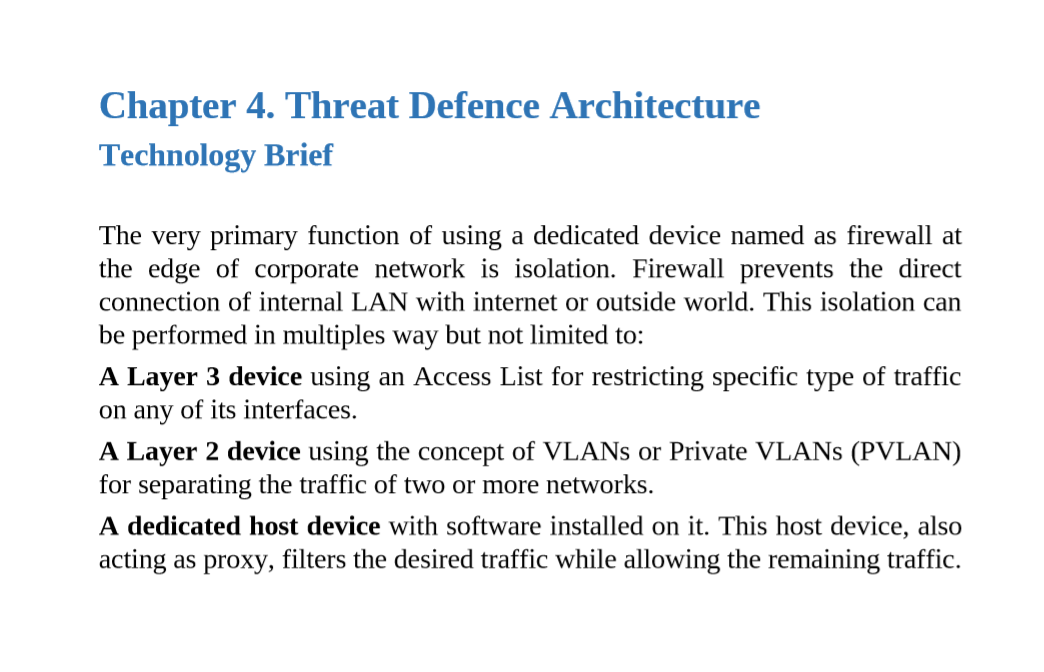 Chapter 4. Threat Defence Architecture
Technology Brief
The very primary function of using a dedicated device named as firewall at
the edge of corporate network is isolation. Firewall prevents the direct
connection of internal LAN with internet or outside world. This isolation can
be performed in multiples way but not limited to:
A Layer 3 device using an Access List for restricting specific type of traffic
on any of its interfaces.
A Layer 2 device using the concept of VLANs or Private VLANs (PVLAN)
for separating the traffic of two or more networks.
A dedicated host device with software installed on it. This host device, also
acting as proxy, filters the desired traffic while allowing the remaining traffic.